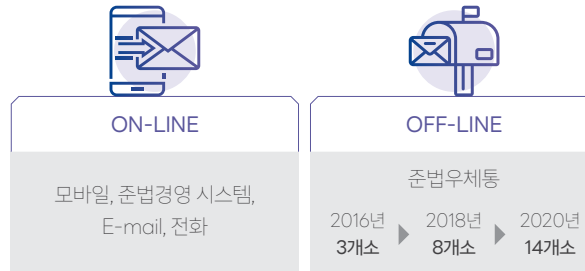 ON-LINE
모바일, 준법경영 시스템,
E-mail, 전화
OFF-LINE
준법우체통
2016년 2018년 2020년
3개소 8개소 14개소